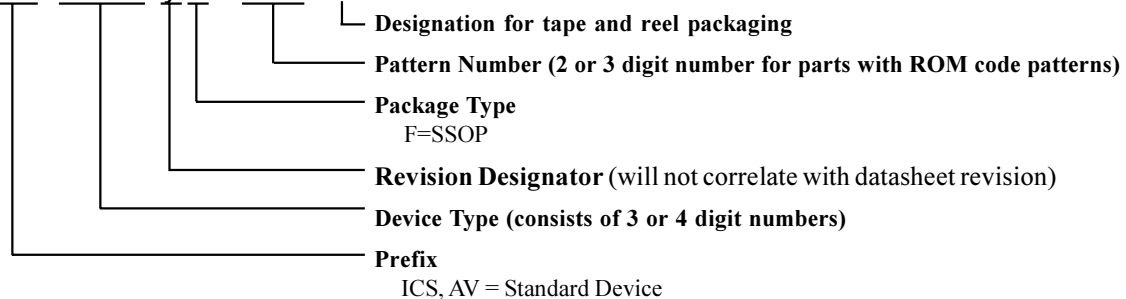 Designation for tape and reel packaging
Pattern Number (2 or 3 digit number for parts with ROM code patterns)
Package Type
F=SSOP
Revision Designator (will not correlate with datasheet revision)
Device Type (consists of 3 or 4 digit numbers)
Prefix
ICS, AV = Standard Device